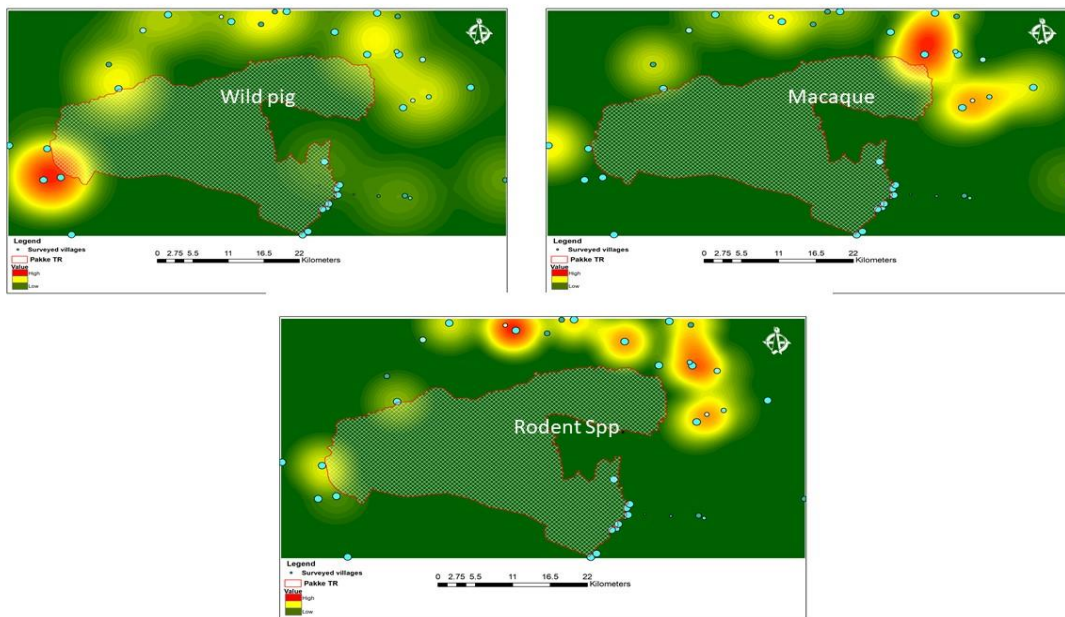 Wild pig
Legend
Surveyed villages
Pakke TR
Value
High
Low
0 2.75 5.5 11 16.5 22
Kilometers
Macaque
Legend
Surveyed villages
Pakke TR
Value
High
Low
0 2.75 5.5 11 16.5 22
Kilometers
Rodent Spp
Legend
Surveyed villages
Pakke TR
Value
High
Low
0 2.75 5.5 11 16.5 22
Kilometers